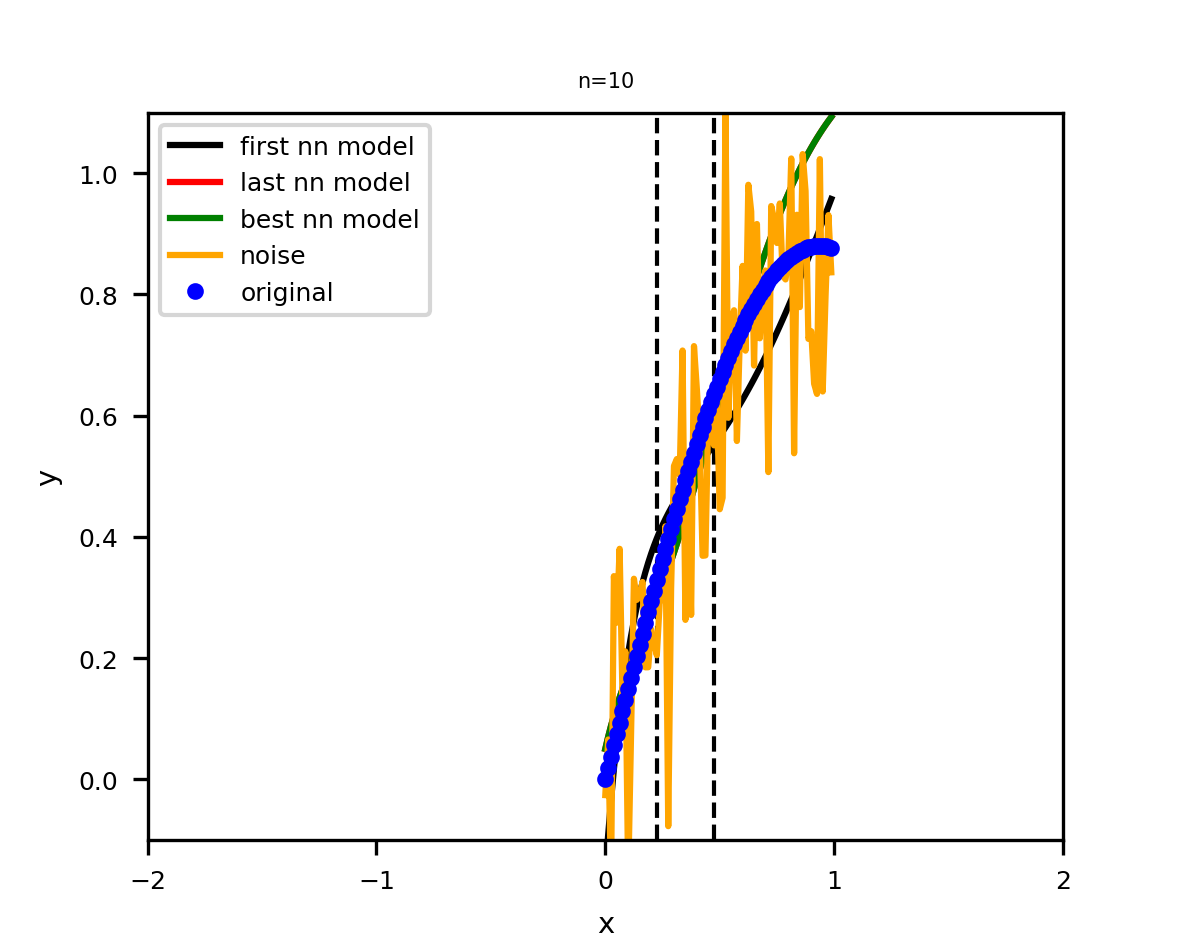 n=10
first nn model
last nn model
best nn model
noise
original
1.0
0.8
0.6
0.4
0.2
0.0
y
−2
−1
0
1
2
x